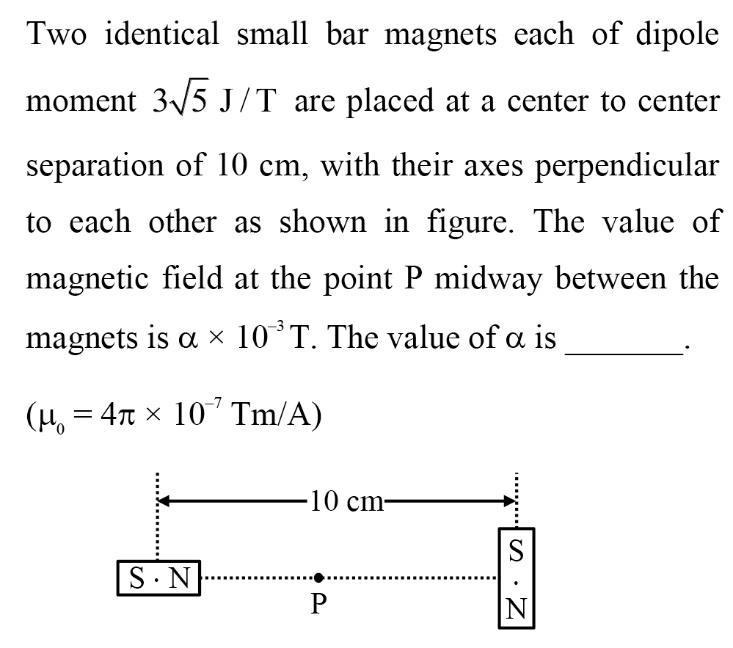 Two identical small bar magnets each of dipole
moment 3√5 J/T are placed at a center to center
separation of 10 cm, with their axes perpendicular
to each other as shown in figure. The value of
magnetic field at the point P midway between the
magnets is α × 10⁻³ T. The value of α is ________.
(μ₀ = 4π × 10⁻⁷ Tm/A)
10 cm
S · N
P
S
·
N